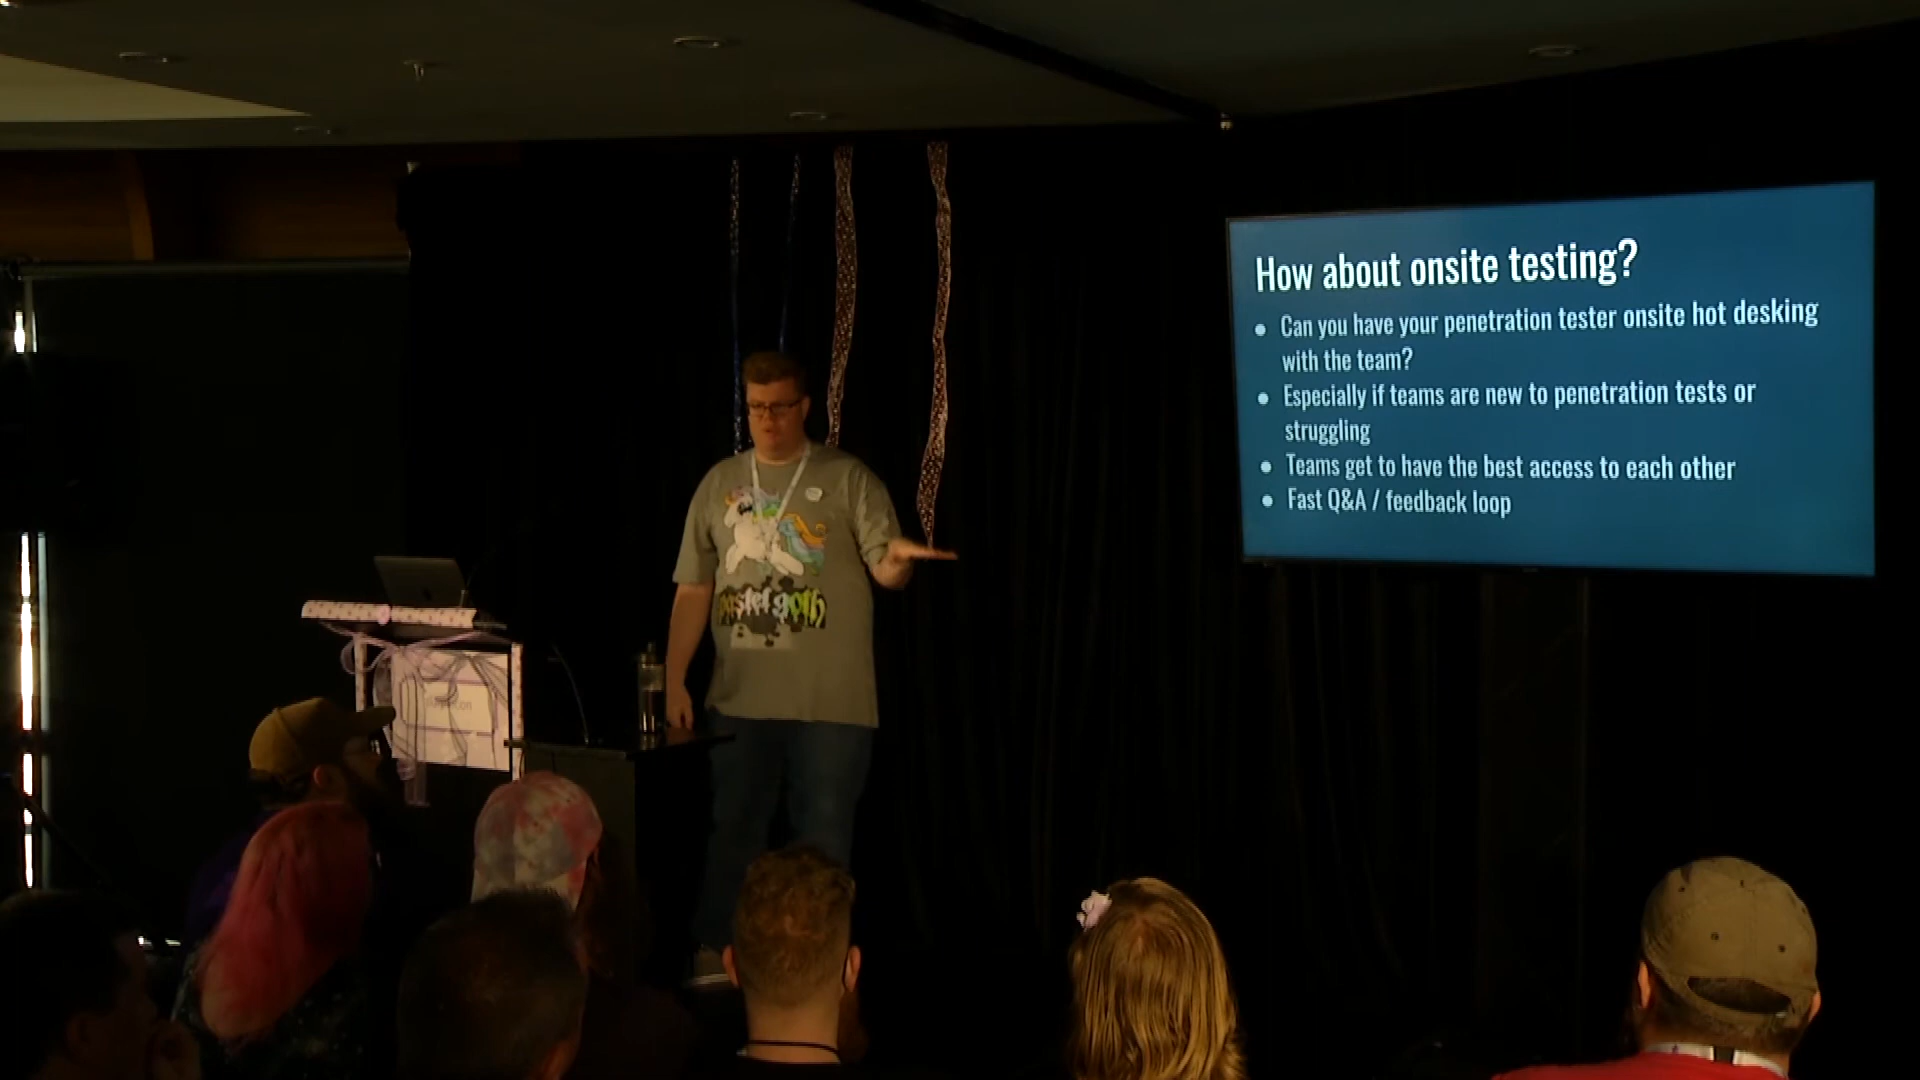 How about onsite testing?
● Can you have your penetration tester onsite hot desking
with the team?
● Especially if teams are new to penetration tests or
struggling
● Teams get to have the best access to each other
● Fast Q&A / feedback loop
pastel goth